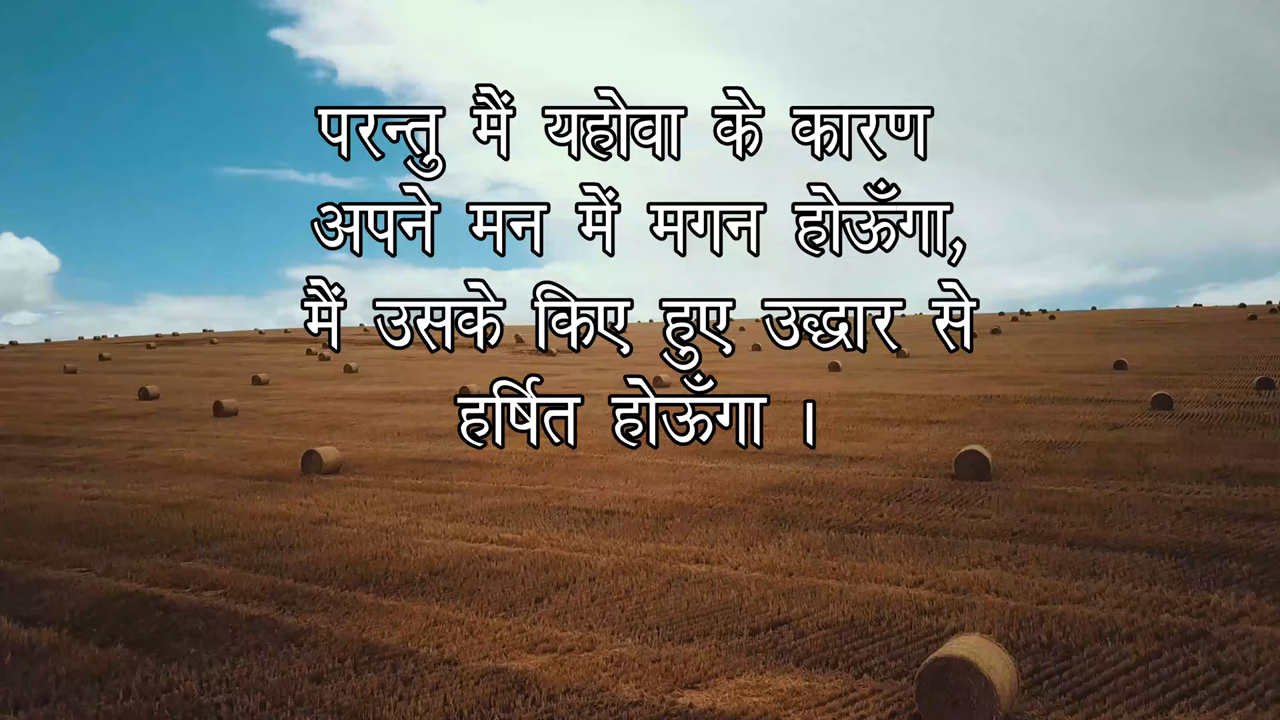 परन्तु मैं यहोवा के कारण
अपने मन में मगन होऊँगा,
मैं उसके किए हुए उद्धार से
हर्षित होऊँगा ।